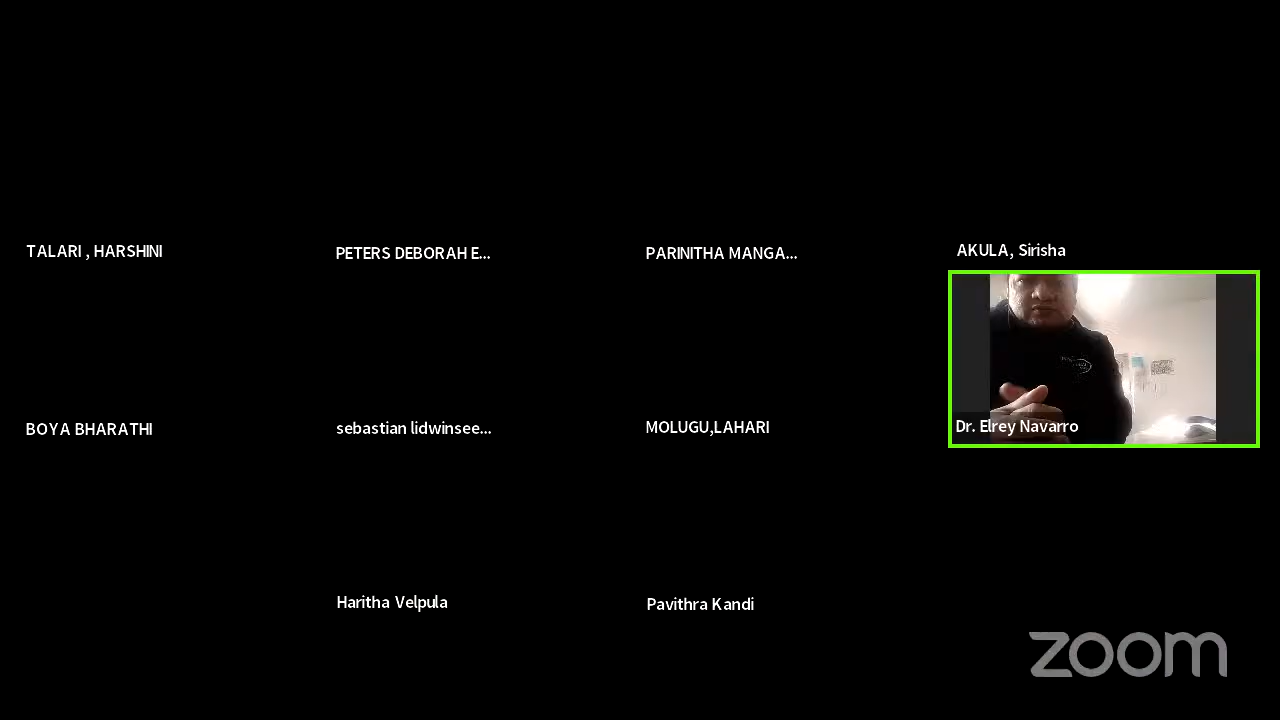 TALARI , HARSHINI
PETERS DEBORAH E...
PARINITHA MANGA...
AKULA, Sirisha
BOYA BHARATHI
sebastian lidwinsee...
MOLUGU,LAHARI
Dr. Elrey Navarro
Haritha Velpula
Pavithra Kandi
zoom